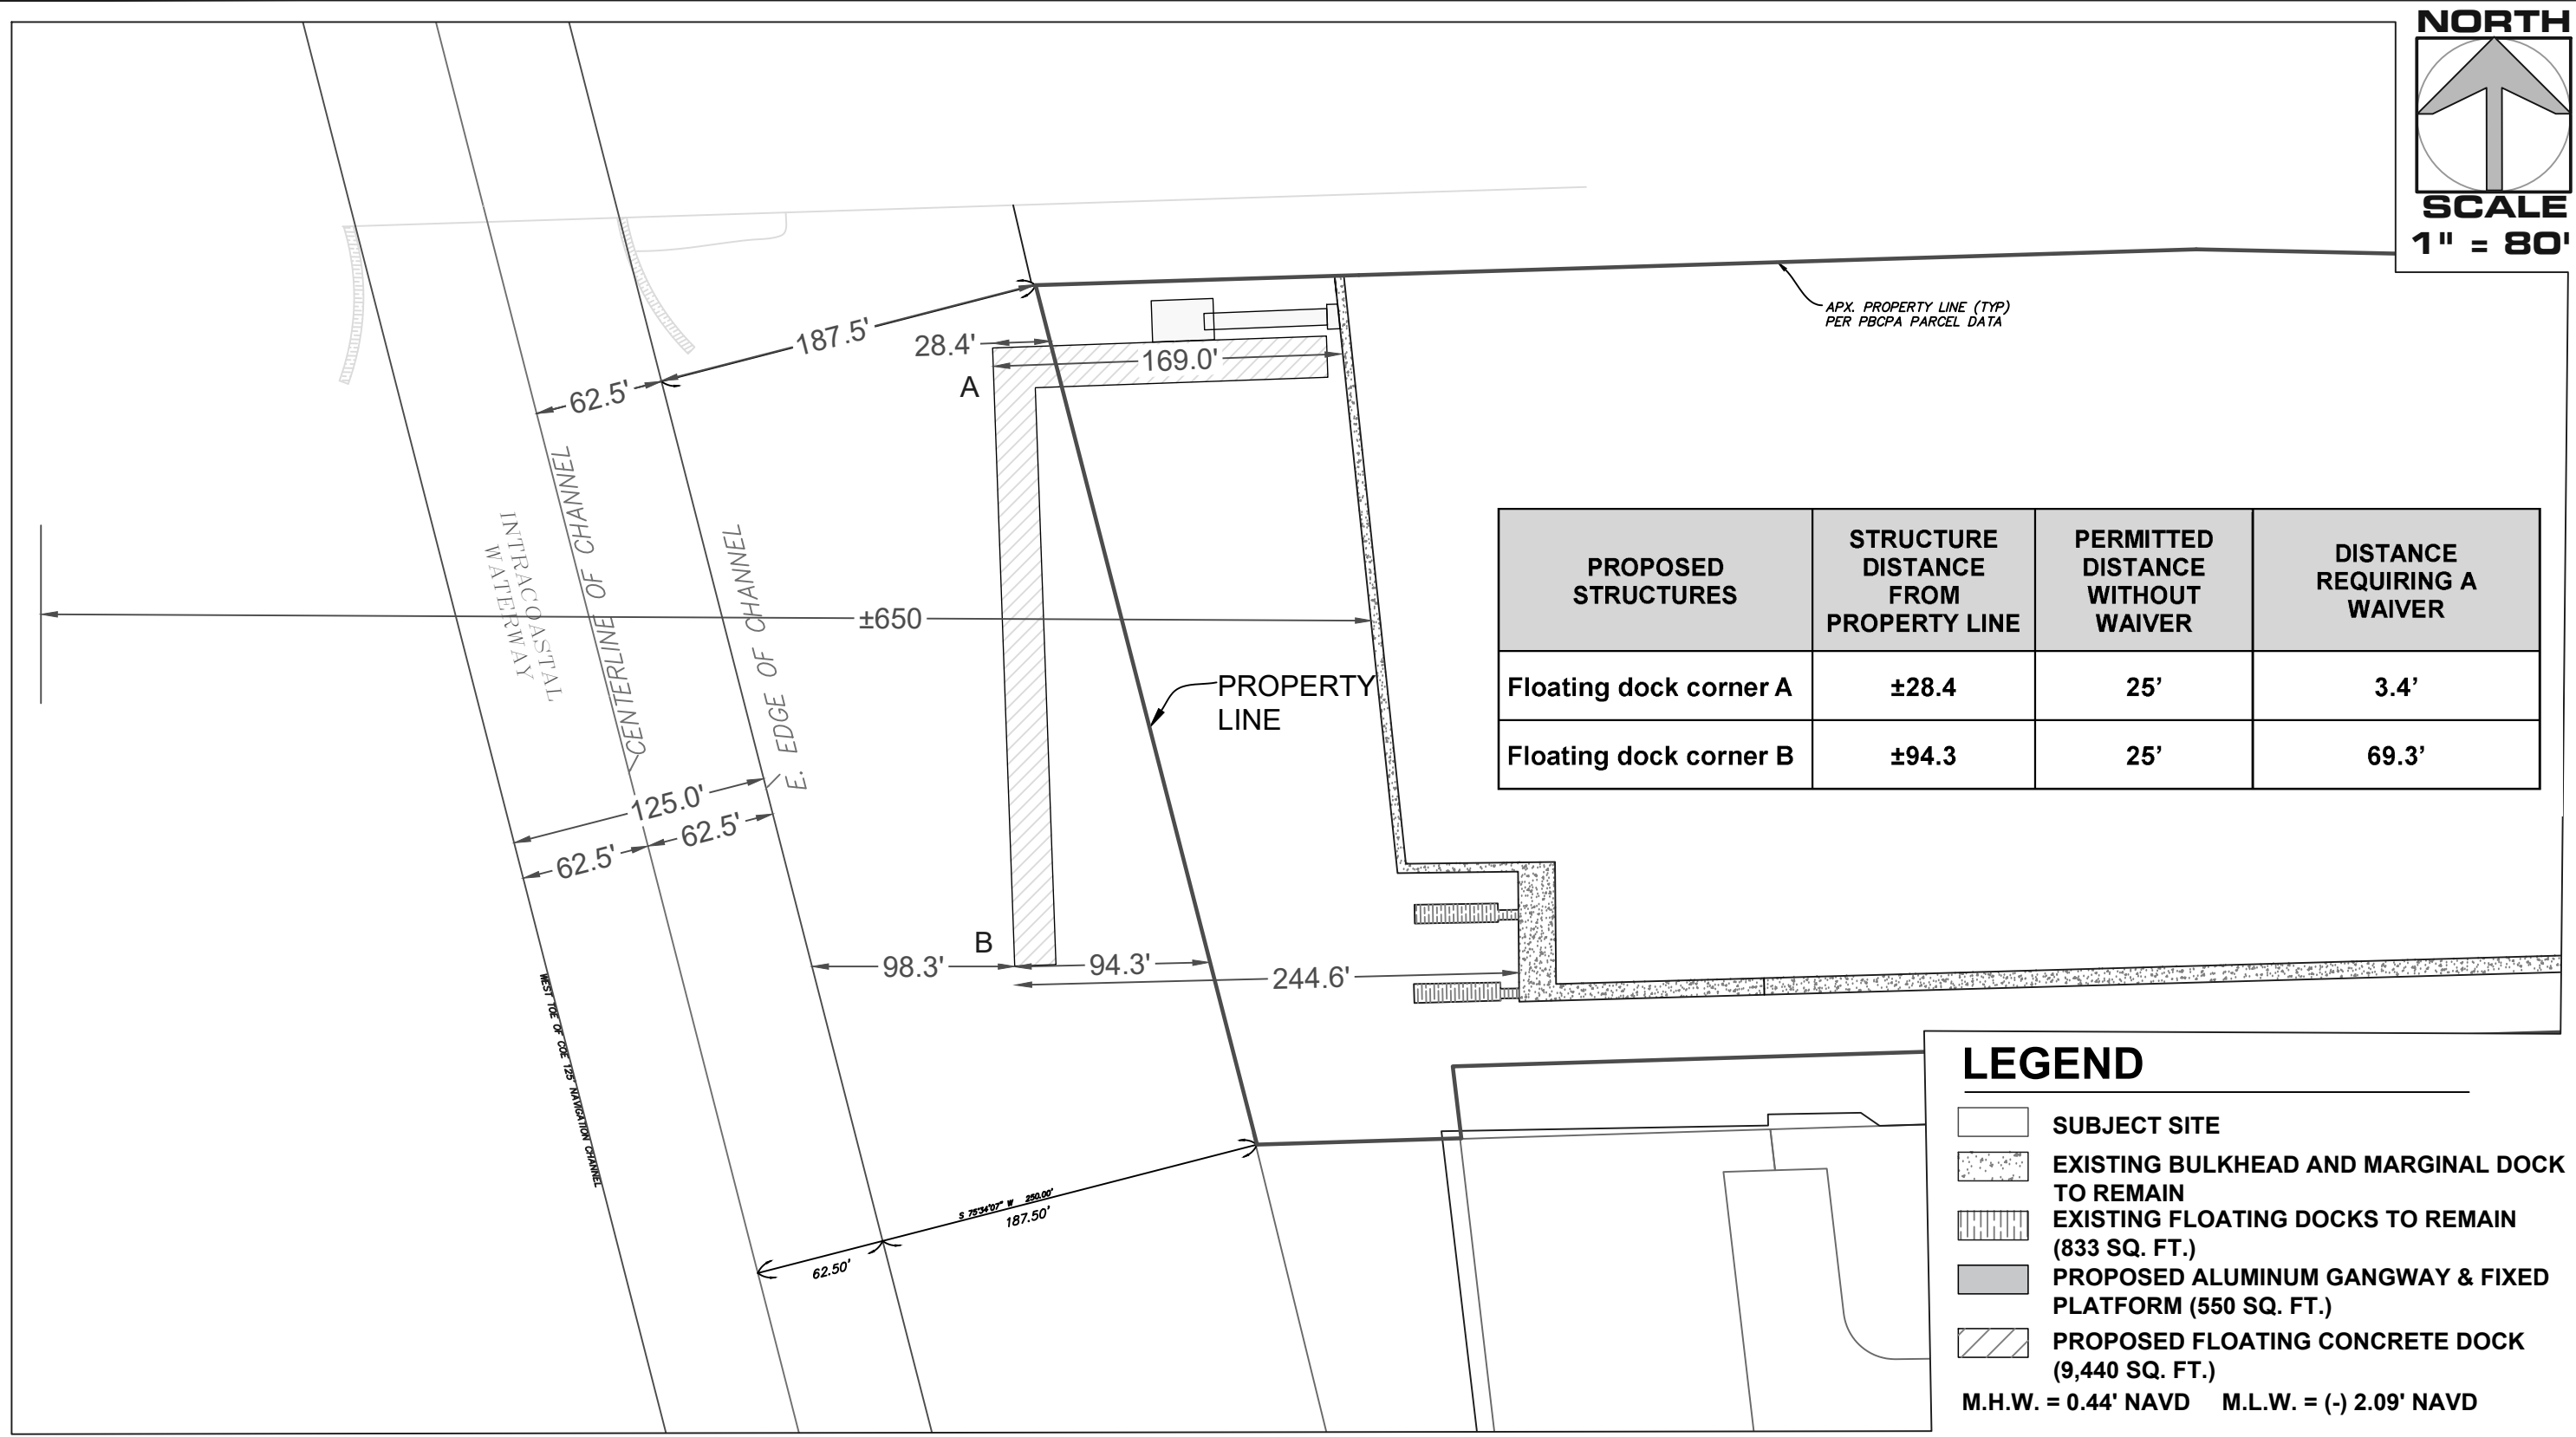 NORTH
SCALE
1" = 80'
APX. PROPERTY LINE (TYP)
PER PBCPA PARCEL DATA
187.5'
28.4'
169.0'
A
62.5'
CENTERLINE OF CHANNEL
INTRACOASTAL
WATERWAY
E. EDGE OF CHANNEL
±650
PROPERTY
LINE
125.0'
62.5'
62.5'
B
98.3'
94.3'
244.6'
WEST TOE OF COE 125' NAVIGATION CHANNEL
S 75°34'07" W 250.00'
187.50'
62.50'
PROPOSED
STRUCTURES
STRUCTURE
DISTANCE
FROM
PROPERTY LINE
PERMITTED
DISTANCE
WITHOUT
WAIVER
DISTANCE
REQUIRING A
WAIVER
Floating dock corner A ±28.4 25’ 3.4’
Floating dock corner B ±94.3 25’ 69.3’
LEGEND
SUBJECT SITE
EXISTING BULKHEAD AND MARGINAL DOCK
TO REMAIN
EXISTING FLOATING DOCKS TO REMAIN
(833 SQ. FT.)
PROPOSED ALUMINUM GANGWAY & FIXED
PLATFORM (550 SQ. FT.)
PROPOSED FLOATING CONCRETE DOCK
(9,440 SQ. FT.)
M.H.W. = 0.44' NAVD M.L.W. = (-) 2.09' NAVD